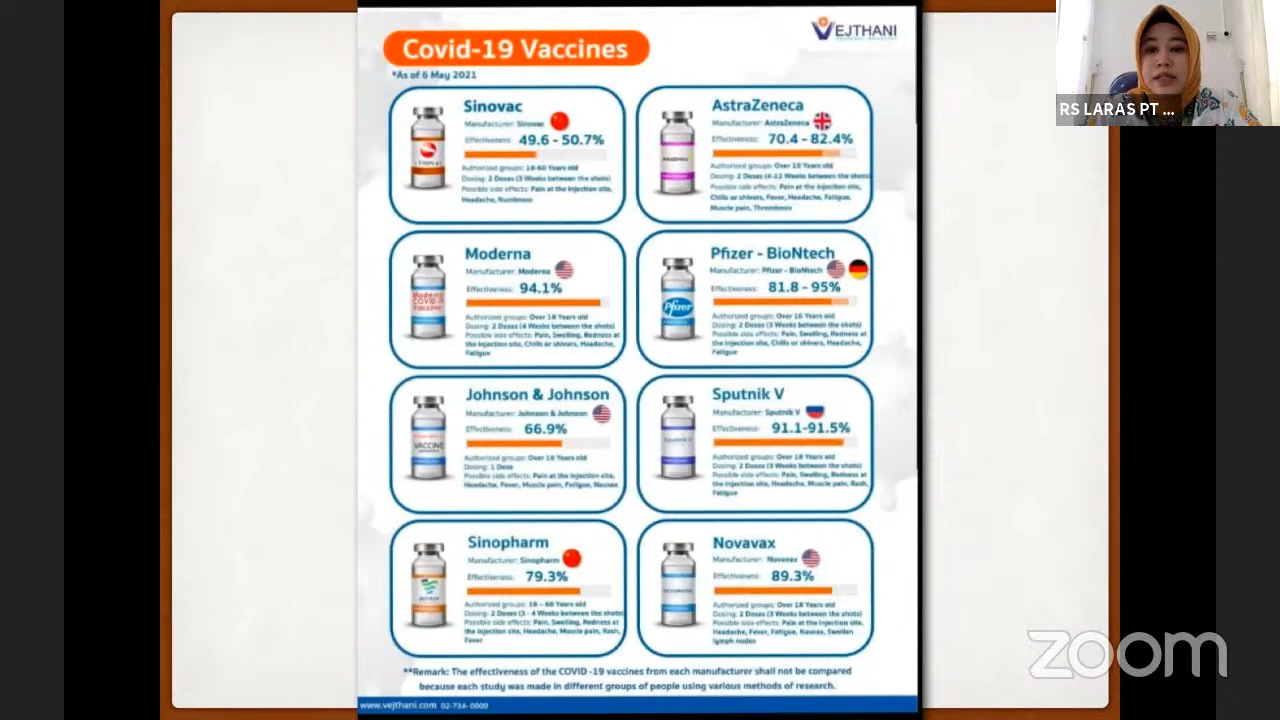 VEJTHANI
Covid-19 Vaccines
*As of 6 May 2021
RS LARAS PT ...
Sinovac
Manufacturer: Sinovac
Effectiveness: 49.6 - 50.7%
Authorized groups: 18-60 Years old
Dosing: 2 Doses (3 Weeks between the shots)
Possible side effects: Pain at the injection site,
Headache, Numbness
AstraZeneca
Manufacturer: AstraZeneca
Effectiveness: 70.4 - 82.4%
Authorized groups: Over 18 Years old
Dosing: 2 Doses (4-12 Weeks between the shots)
Possible side effects: Pain at the injection site,
Chills or shivers, Fever, Headache, Fatigue,
Muscle pain, Thrombosis
Moderna
Manufacturer: Moderna
Effectiveness: 94.1%
Authorized groups: Over 18 Years old
Dosing: 2 Doses (4 Weeks between the shots)
Possible side effects: Pain, Swelling, Redness at
the injection site, Chills or shivers, Headache,
Fatigue
Pfizer - BioNtech
Manufacturer: Pfizer - BioNtech
Effectiveness: 81.8 - 95%
Pfizer
Authorized groups: Over 16 Years old
Dosing: 2 Doses (3 Weeks between the shots)
Possible side effects: Pain, Swelling, Redness at
the injection site, Chills or shivers, Headache,
Fatigue
Johnson & Johnson
Manufacturer: Johnson & Johnson
Effectiveness: 66.9%
VACCINE
Authorized groups: Over 18 Years old
Dosing: 1 Dose
Possible side effects: Pain at the injection site,
Headache, Fever, Muscle pain, Fatigue, Nausea
Sputnik V
Manufacturer: Sputnik V
Effectiveness: 91.1-91.5%
Authorized groups: Over 18 Years old
Dosing: 2 Doses (3 Weeks between the shots)
Possible side effects: Pain, Swelling, Redness at
the injection site, Headache, Muscle pain, Rash,
Fatigue
Sinopharm
Manufacturer: Sinopharm
Effectiveness: 79.3%
Authorized groups: 18 - 60 Years old
Dosing: 2 Doses (3 - 4 Weeks between the shots)
Possible side effects: Pain, Swelling, Redness at
the injection site, Headache, Muscle pain, Rash,
Fever
Novavax
Manufacturer: Novavax
Effectiveness: 89.3%
Authorized groups: Over 18 Years old
Dosing: 2 Doses (3 Weeks between the shots)
Possible side effects: Pain at the injection site,
Headache, Fever, Fatigue, Nausea, Swollen
lymph nodes
**Remark: The effectiveness of the COVID -19 vaccines from each manufacturer shall not be compared
because each study was made in different groups of people using various methods of research.
www.vejthani.com 02-734-0000
zoom